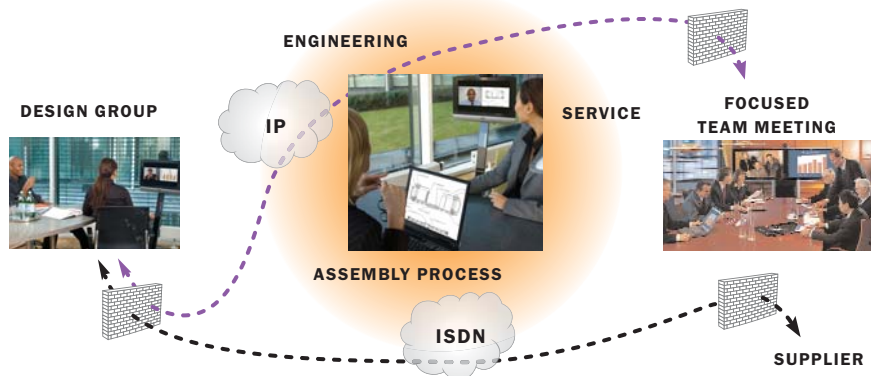 ENGINEERING
DESIGN GROUP
IP
SERVICE
FOCUSED
TEAM MEETING
ASSEMBLY PROCESS
ISDN
SUPPLIER